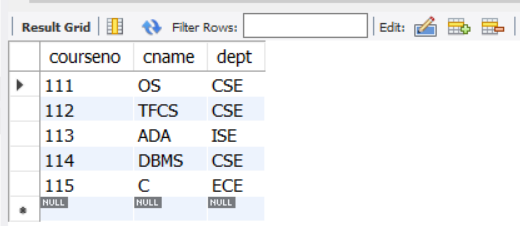 Result Grid Filter Rows: Edit:
courseno cname dept
111 OS CSE
112 TFCS CSE
113 ADA ISE
114 DBMS CSE
115 C ECE
NULL NULL NULL